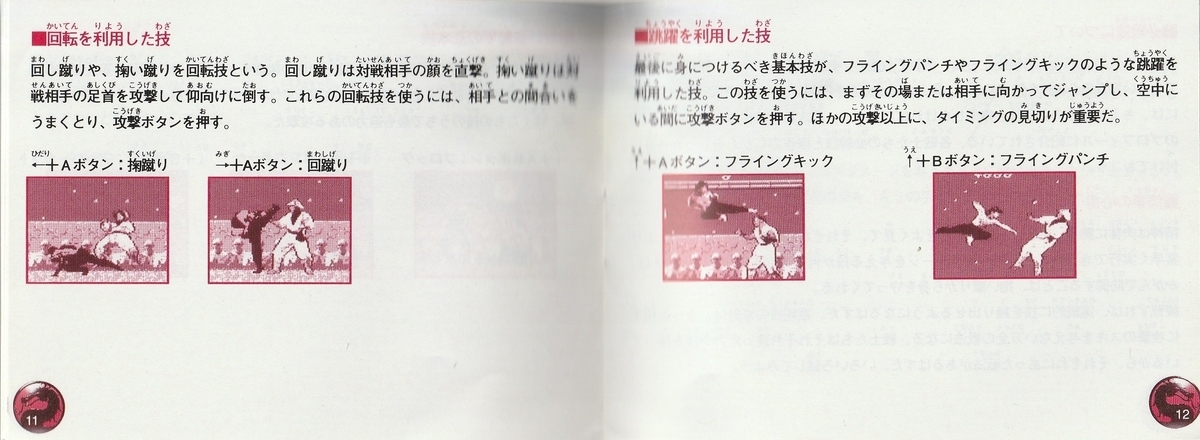 ■回転を利用した技
回し蹴りや、掬い蹴りを回転技という。回し蹴りは対戦相手の顔を直撃。掬い蹴りは対
戦相手の足首を攻撃して仰向けに倒す。これらの回転技を使うには、相手との間合いを
うまくとり、攻撃ボタンを押す。
←+Aボタン：掬蹴り
→+Aボタン：回蹴り
11
■跳躍を利用した技
最後に身につけるべき基本技が、フライングパンチやフライングキックのような跳躍を
利用した技。この技を使うには、まずその場または相手に向かってジャンプし、空中に
いる間に攻撃ボタンを押す。ほかの攻撃以上に、タイミングの見切りが重要だ。
↑+Aボタン：フライングキック
↑+Bボタン：フライングパンチ
12